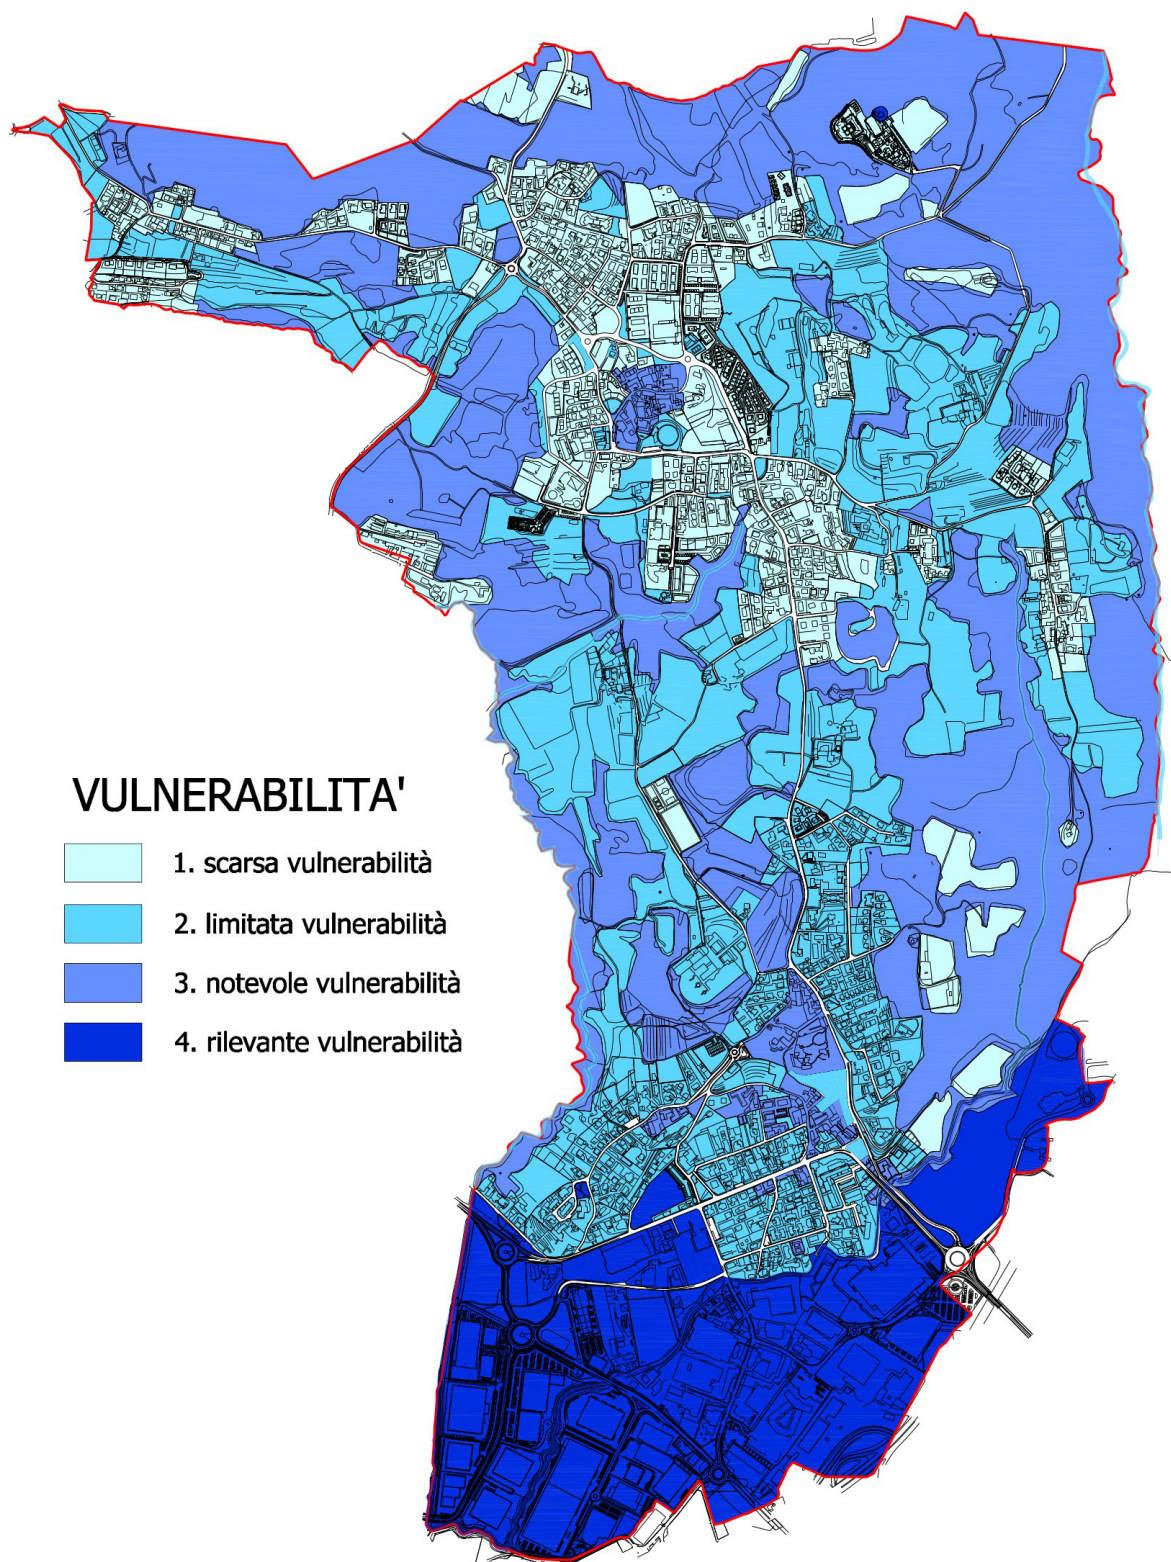 VULNERABILITA'
1. scarsa vulnerabilità
2. limitata vulnerabilità
3. notevole vulnerabilità
4. rilevante vulnerabilità